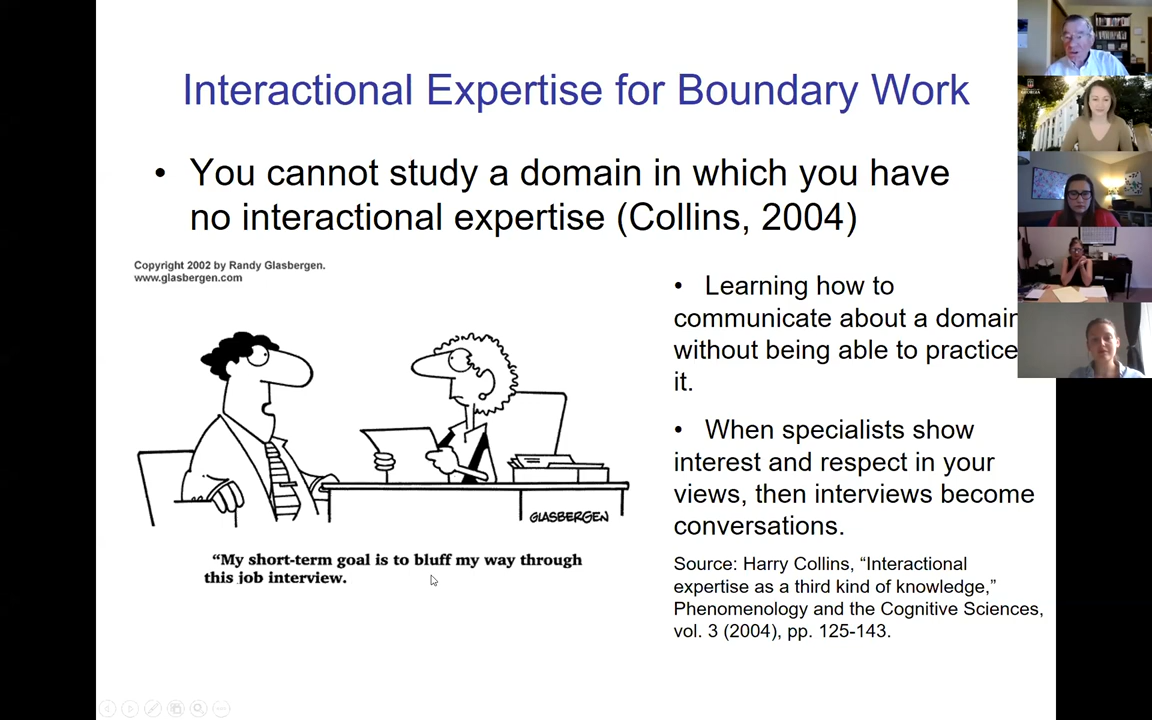 Interactional Expertise for Boundary Work
• You cannot study a domain in which you have
no interactional expertise (Collins, 2004)
Copyright 2002 by Randy Glasbergen.
www.glasbergen.com
GLASBERGEN
“My short-term goal is to bluff my way through
this job interview.
• Learning how to
communicate about a domain
without being able to practice
it.
• When specialists show
interest and respect in your
views, then interviews become
conversations.
Source: Harry Collins, “Interactional
expertise as a third kind of knowledge,”
Phenomenology and the Cognitive Sciences,
vol. 3 (2004), pp. 125-143.